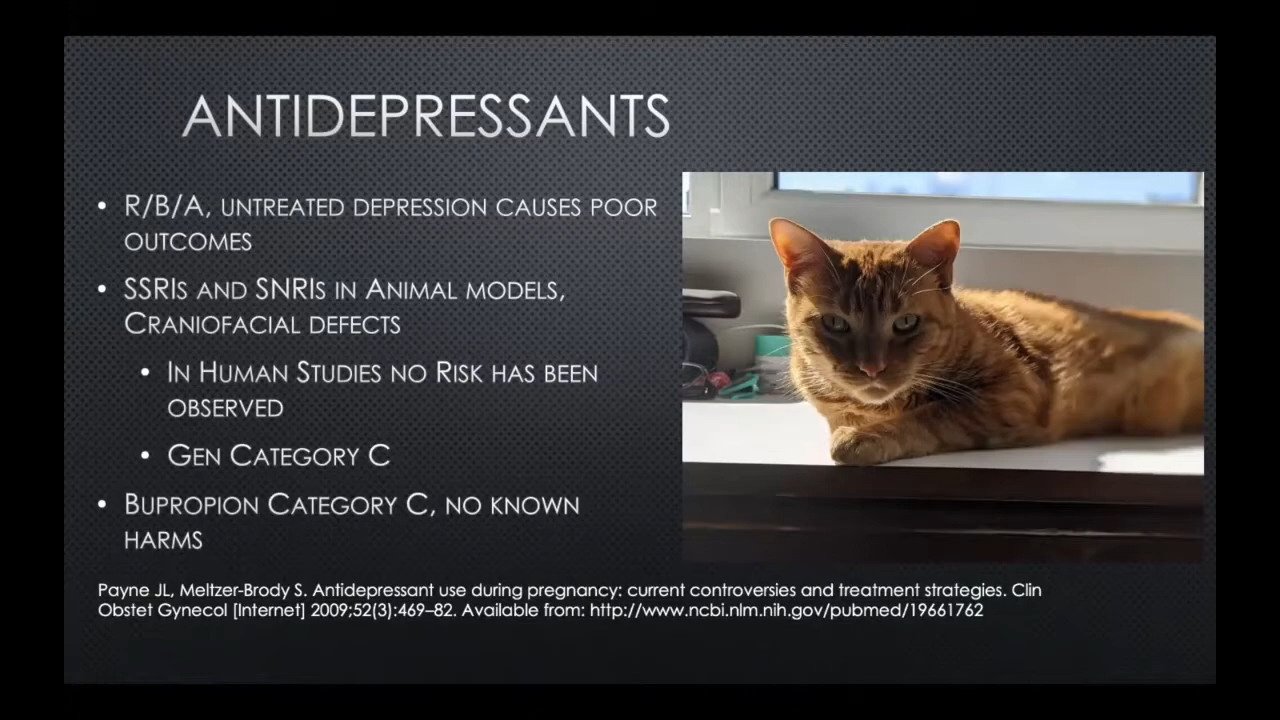 ANTIDEPRESSANTS
• R/B/A, UNTREATED DEPRESSION CAUSES POOR
OUTCOMES
• SSRIS AND SNRIS IN ANIMAL MODELS,
CRANIOFACIAL DEFECTS
• IN HUMAN STUDIES NO RISK HAS BEEN
OBSERVED
• GEN CATEGORY C
• BUPROPION CATEGORY C, NO KNOWN
HARMS
Payne JL, Meltzer-Brody S. Antidepressant use during pregnancy: current controversies and treatment strategies. Clin
Obstet Gynecol [Internet] 2009;52(3):469–82. Available from: http://www.ncbi.nlm.nih.gov/pubmed/19661762